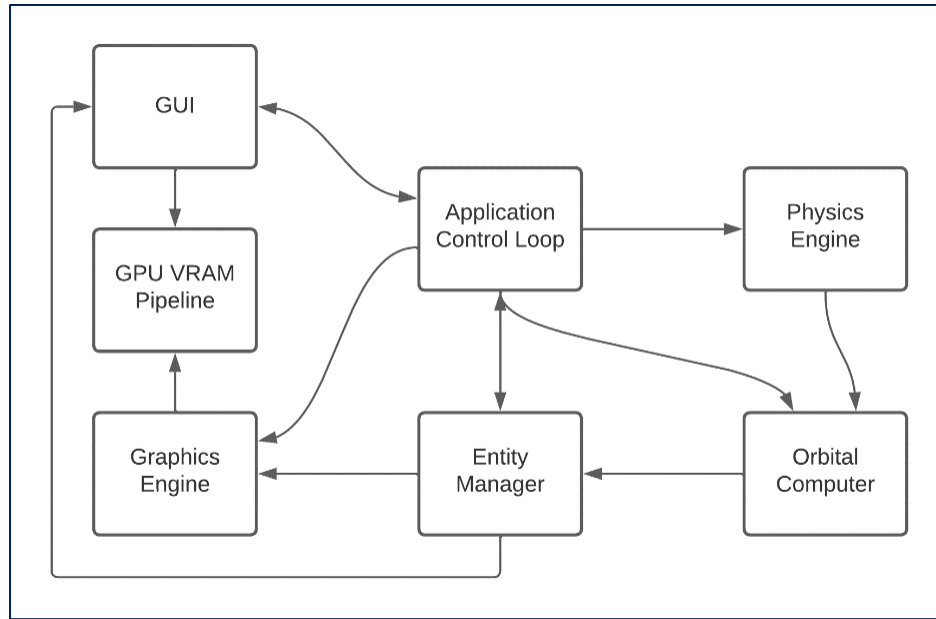 GUI
Application
Control Loop
Physics
Engine
GPU VRAM
Pipeline
Graphics
Engine
Entity
Manager
Orbital
Computer